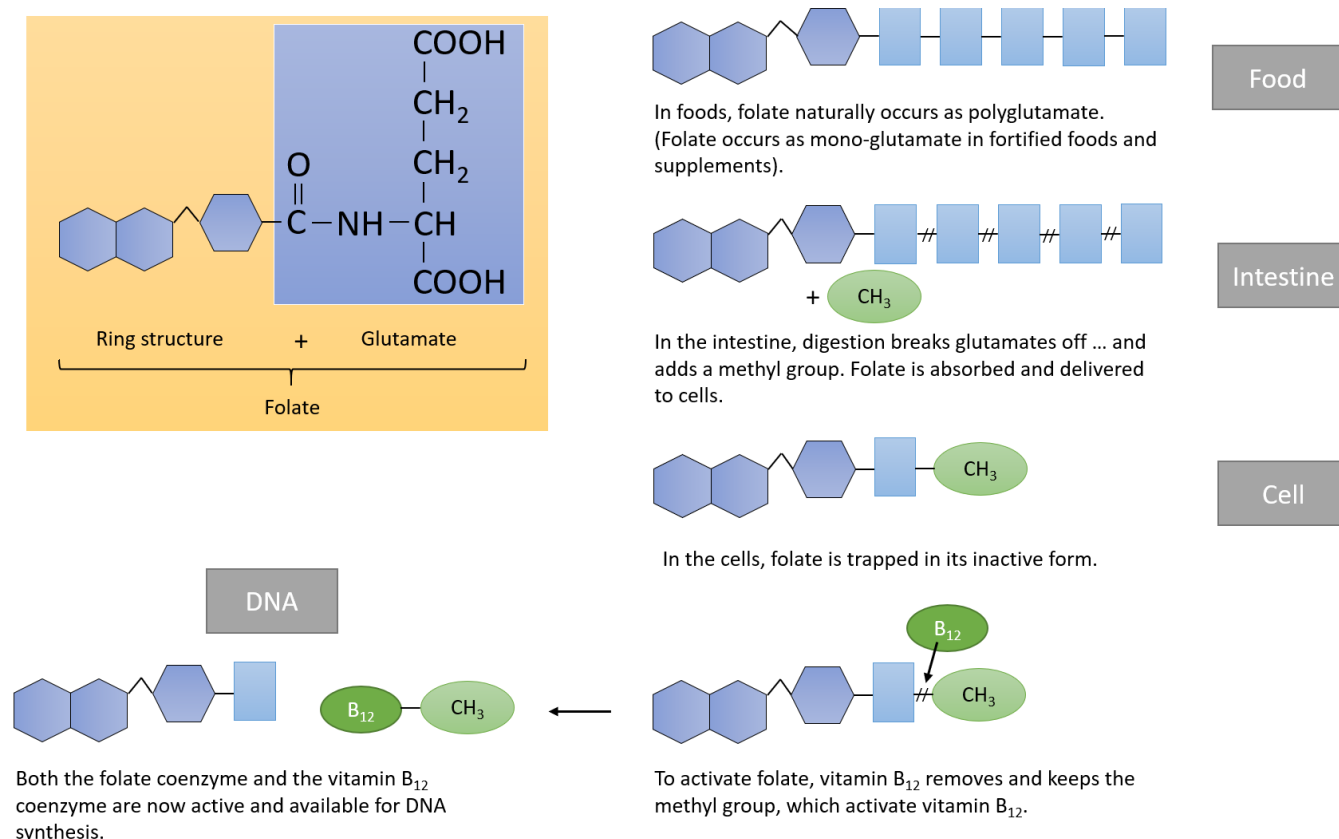 COOH
CH₂
CH₂
O
C – NH – CH
COOH
Ring structure + Glutamate
Folate
Food
In foods, folate naturally occurs as polyglutamate.
(Folate occurs as mono-glutamate in fortified foods and
supplements).
Intestine
+ CH₃
In the intestine, digestion breaks glutamates off ... and
adds a methyl group. Folate is absorbed and delivered
to cells.
Cell
CH₃
In the cells, folate is trapped in its inactive form.
B₁₂
CH₃
To activate folate, vitamin B₁₂ removes and keeps the
methyl group, which activate vitamin B₁₂.
DNA
B₁₂ CH₃
Both the folate coenzyme and the vitamin B₁₂
coenzyme are now active and available for DNA
synthesis.